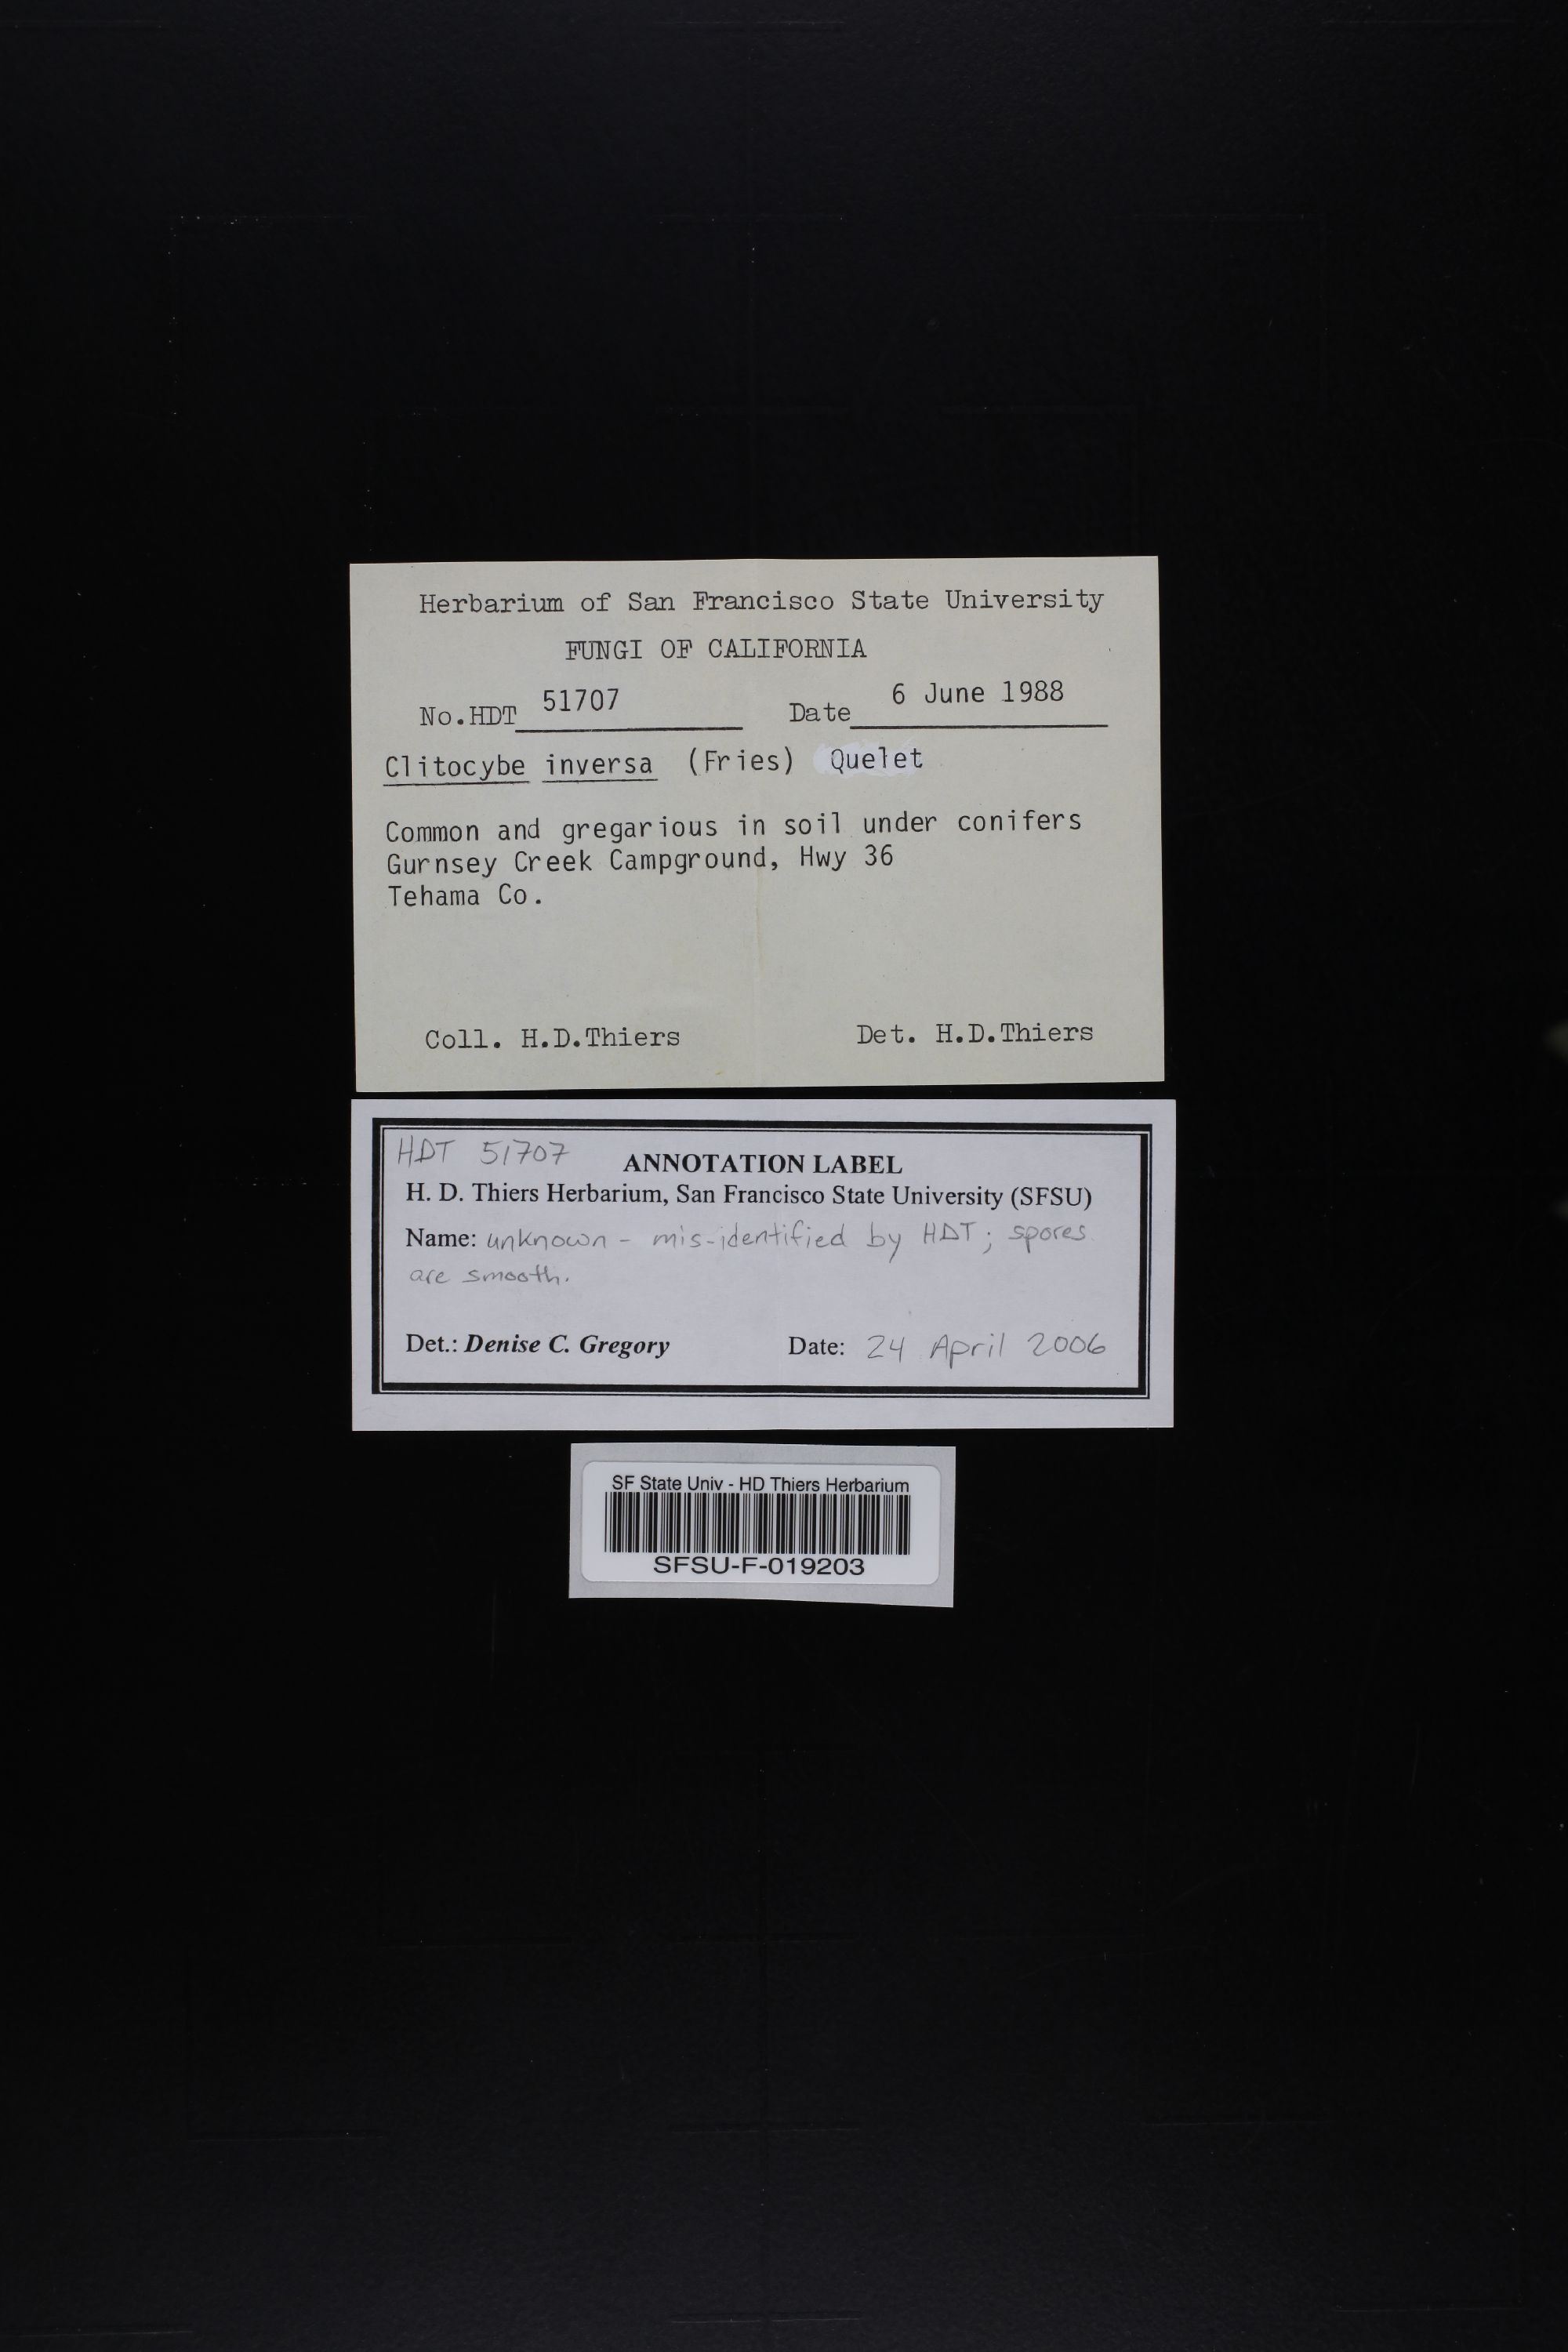 Herbarium of San Francisco State University
FUNGI OF CALIFORNIA
No.HDT 51707 Date 6 June 1988
Clitocybe inversa (Fries) Quelet
Common and gregarious in soil under conifers
Gurnsey Creek Campground, Hwy 36
Tehama Co.
Coll. H.D.Thiers Det. H.D.Thiers
HDT 51707 ANNOTATION LABEL
H. D. Thiers Herbarium, San Francisco State University (SFSU)
Name: unknown - mis-identified by HDT; spores
are smooth.
Det.: Denise C. Gregory Date: 24 April 2006
SF State Univ - HD Thiers Herbarium
SFSU-F-019203